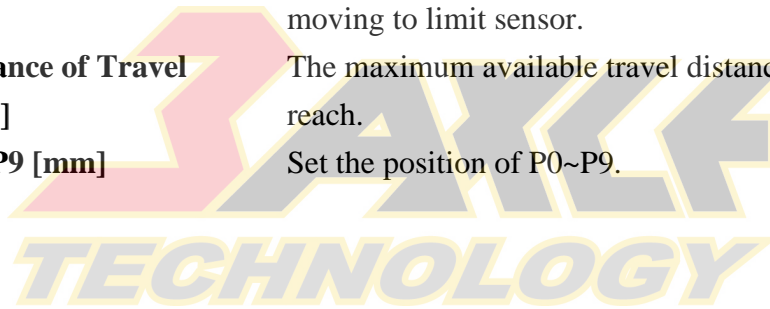 moving to limit sensor.
ance of Travel The maximum available travel distanc
] reach.
P9 [mm] Set the position of P0~P9.
3AXLE
TECHNOLOGY